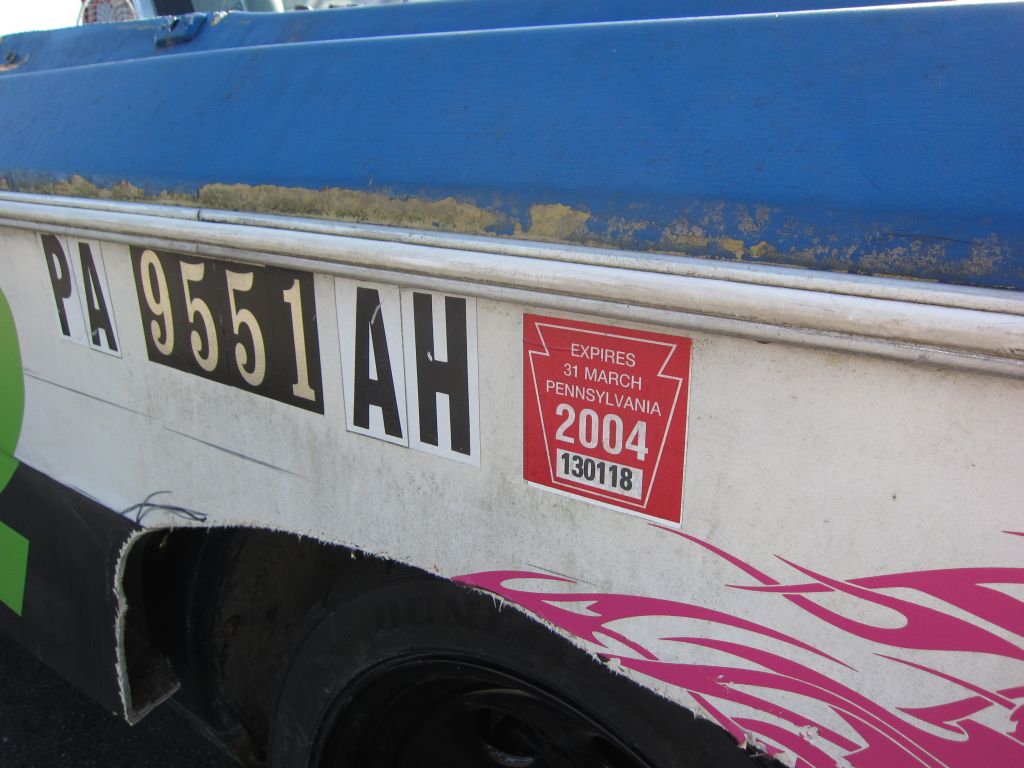 PA 9551 AH
EXPIRES
31 MARCH
PENNSYLVANIA
2004
130118